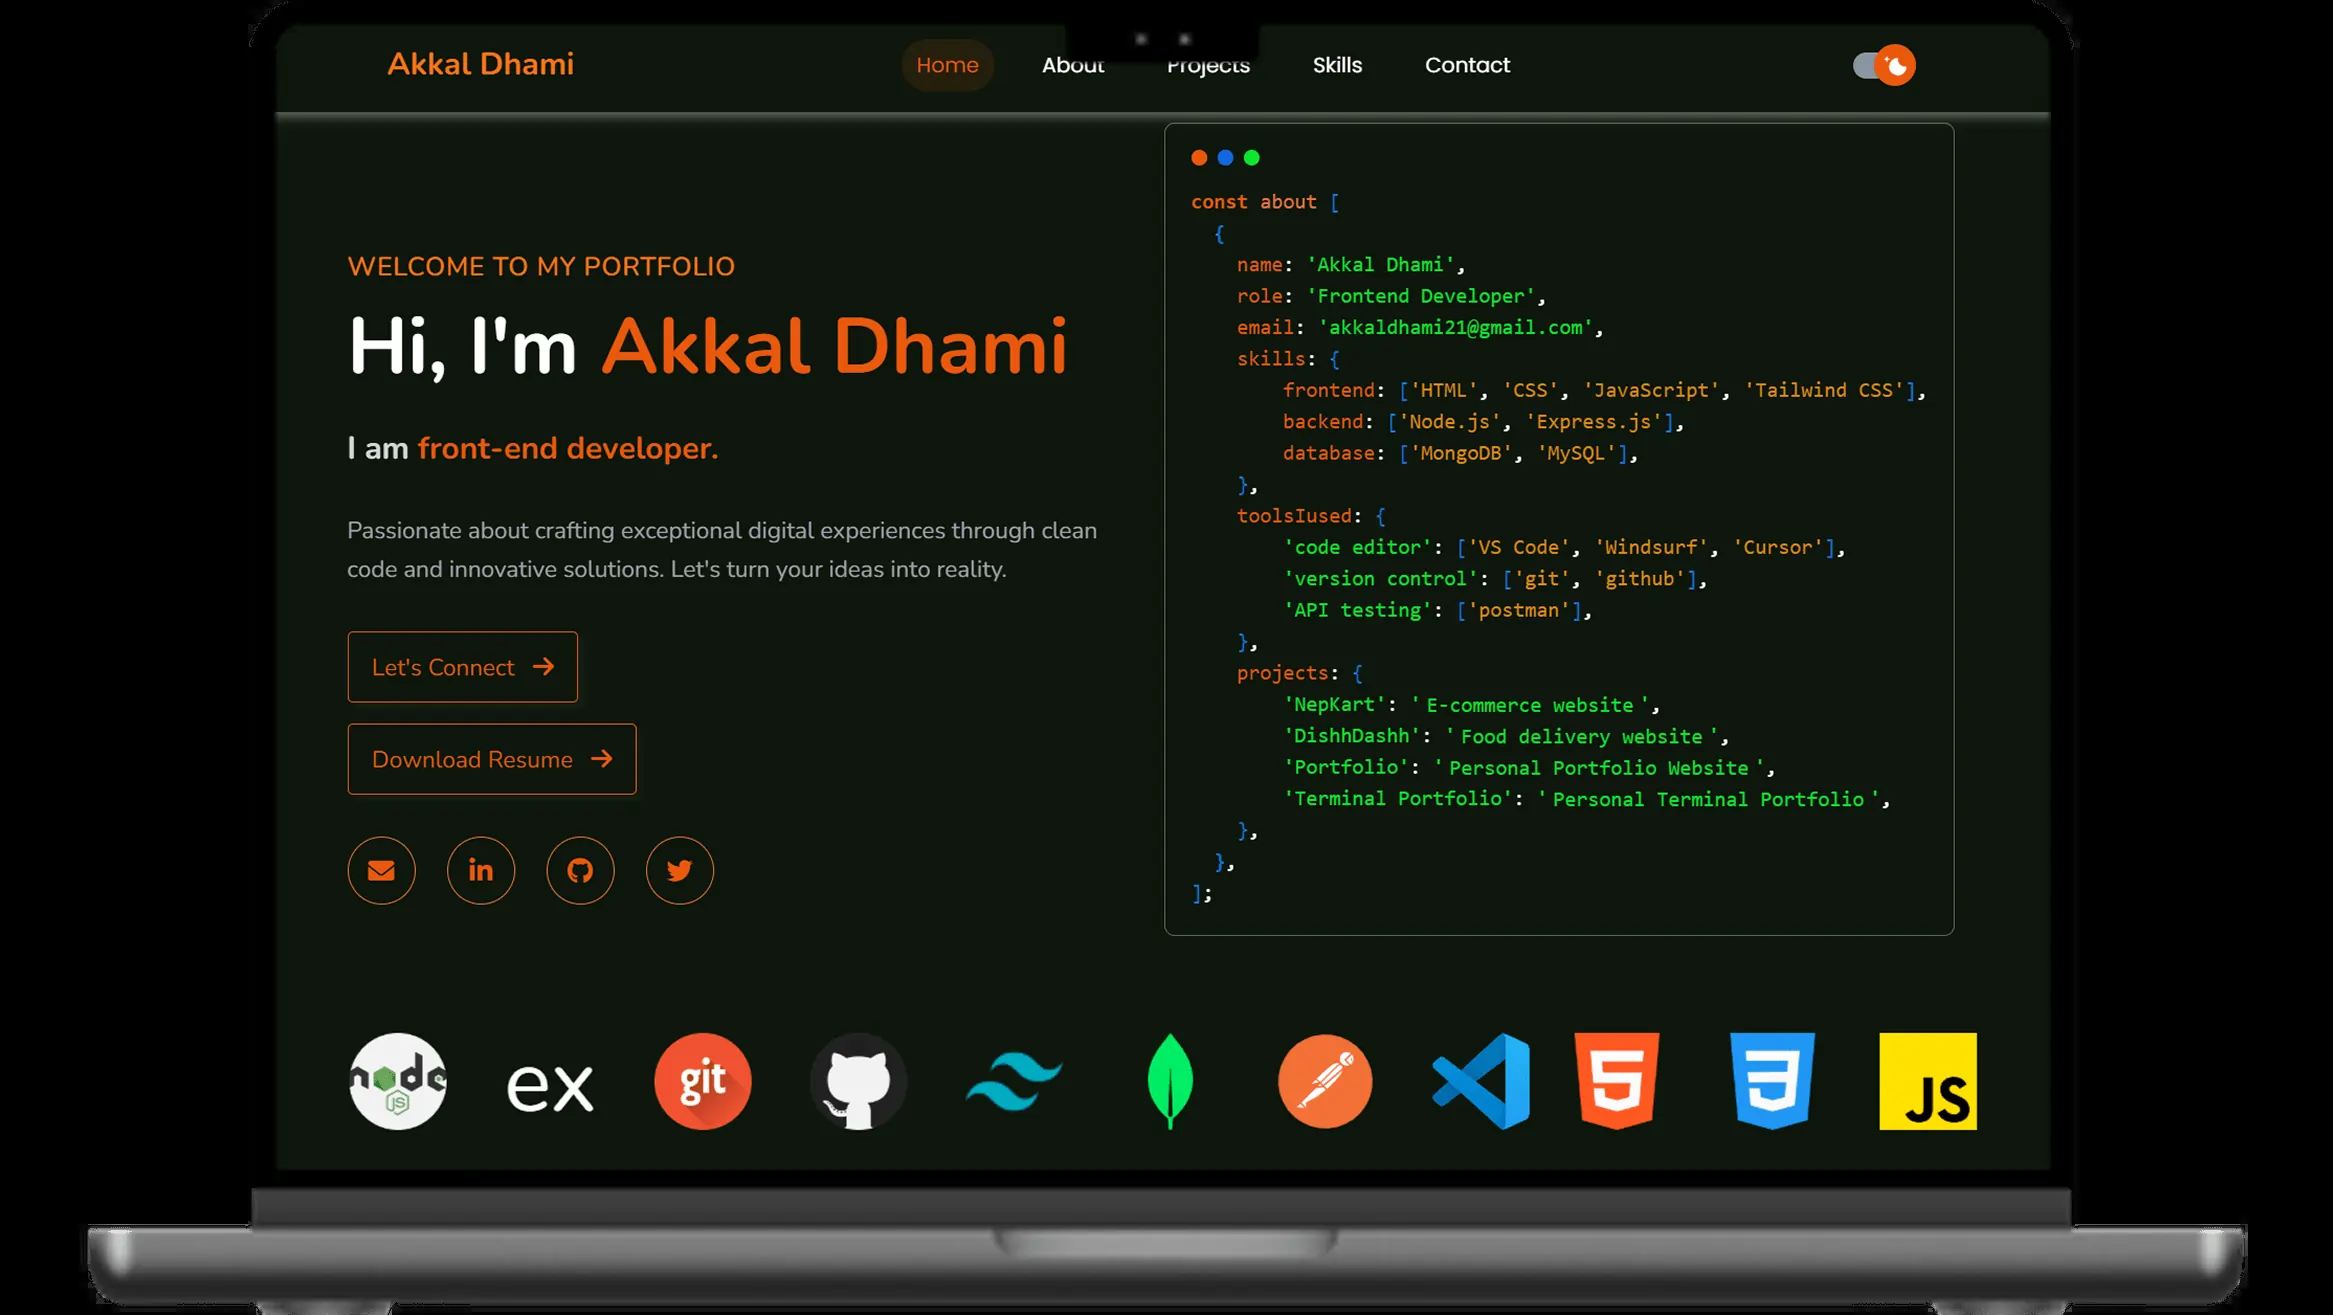 Akkal Dhami
Home
About
Projects
Skills
Contact
WELCOME TO MY PORTFOLIO
Hi, I'm Akkal Dhami
I am front-end developer.
Passionate about crafting exceptional digital experiences through clean
code and innovative solutions. Let's turn your ideas into reality.
Let's Connect →
Download Resume →
in
const about [
{
name: 'Akkal Dhami',
role: 'Frontend Developer',
email: 'akkaldhami21@gmail.com',
skills: {
frontend: ['HTML', 'CSS', 'JavaScript', 'Tailwind CSS'],
backend: ['Node.js', 'Express.js'],
database: ['MongoDB', 'MySQL'],
},
toolsIused: {
'code editor': ['VS Code', 'Windsurf', 'Cursor'],
'version control': ['git', 'github'],
'API testing': ['postman'],
},
projects: {
'NepKart': ' E-commerce website ',
'DishhDashh': ' Food delivery website ',
'Portfolio': ' Personal Portfolio Website ',
'Terminal Portfolio': ' Personal Terminal Portfolio ',
},
},
];
node
JS
ex
git
5
3
JS